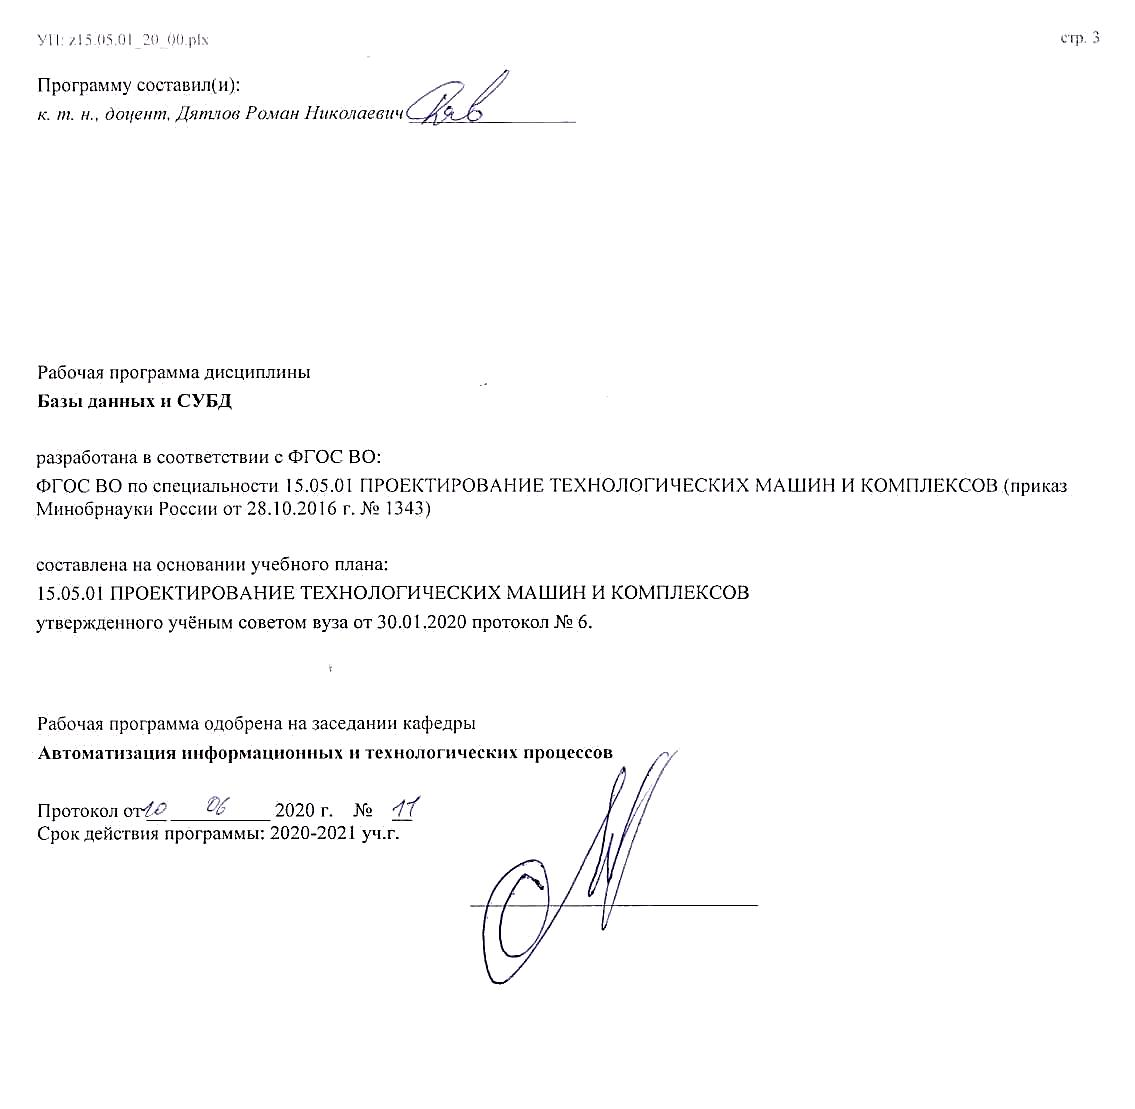 УП: z15.05.01_20_00.plx
стр. 3
Программу составил(и):
к. т. н., доцент, Дятлов Роман Николаевич
Рабочая программа дисциплины
Базы данных и СУБД
разработана в соответствии с ФГОС ВО:
ФГОС ВО по специальности 15.05.01 ПРОЕКТИРОВАНИЕ ТЕХНОЛОГИЧЕСКИХ МАШИН И КОМПЛЕКСОВ (приказ
Минобрнауки России от 28.10.2016 г. № 1343)
составлена на основании учебного плана:
15.05.01 ПРОЕКТИРОВАНИЕ ТЕХНОЛОГИЧЕСКИХ МАШИН И КОМПЛЕКСОВ
утвержденного учёным советом вуза от 30.01.2020 протокол № 6.
Рабочая программа одобрена на заседании кафедры
Автоматизация информационных и технологических процессов
Протокол от 10 06 2020 г. № 11
Срок действия программы: 2020-2021 уч.г.